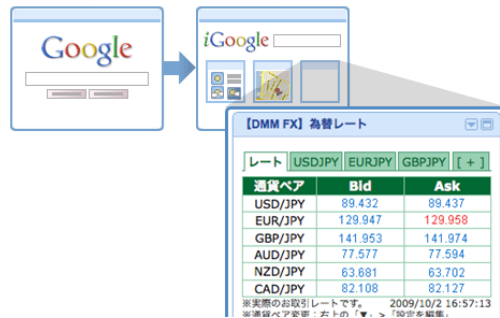 Google
iGoogle
【DMM FX】為替レート
レート USDJPY EURJPY GBPJPY [ + ]
通貨ペア Bid Ask
USD/JPY 89.432 89.437
EUR/JPY 129.947 129.958
GBP/JPY 141.953 141.974
AUD/JPY 77.577 77.594
NZD/JPY 63.681 63.702
CAD/JPY 82.108 82.127
※実際のお取引レートです。 2009/10/2 16:57:13
※通貨ペア変更：右上の「▼」>「設定を編集」